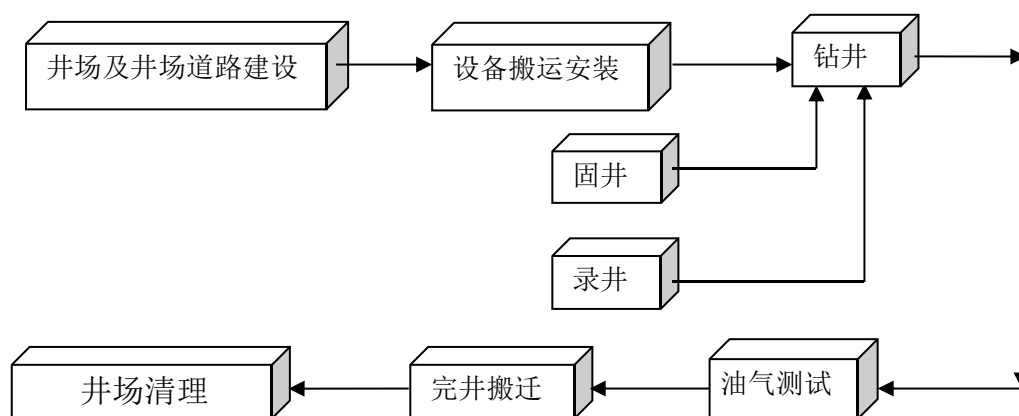 井场及井场道路建设
设备搬运安装
钻井
固井
录井
油气测试
完井搬迁
井场清理